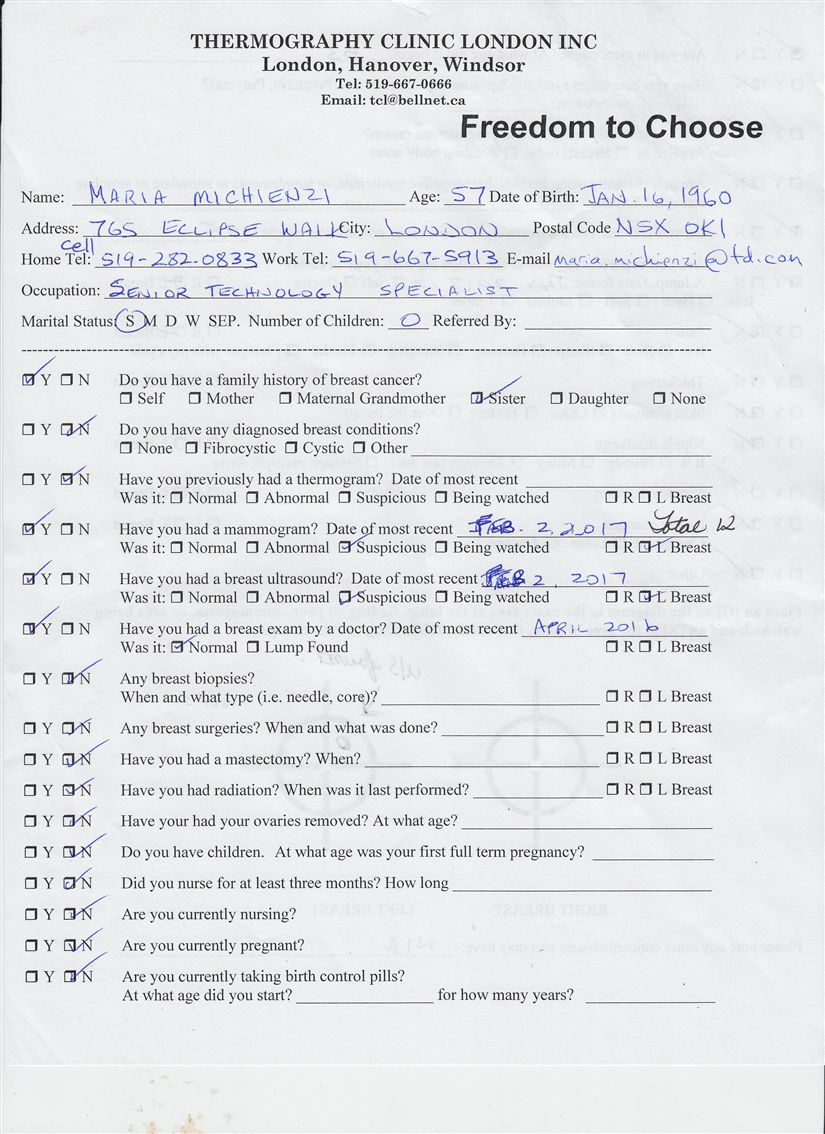 THERMOGRAPHY CLINIC LONDON INC
London, Hanover, Windsor
Tel: 519-667-0666
Email: tcl@bellnet.ca
Freedom to Choose
Name: MARIA MICHIENZI Age: 57 Date of Birth: JAN. 16, 1960
Address: 765 ECLIPSE WALK City: LONDON Postal Code N5X 0K1
cell
Home Tel: 519-282-0833 Work Tel: 519-667-5913 E-mail maria.michienzi@td.com
Occupation: SENIOR TECHNOLOGY SPECIALIST
Marital Status: S M D W SEP. Number of Children: 0 Referred By:
☑ Y ☐ N Do you have a family history of breast cancer?
☐ Self ☐ Mother ☐ Maternal Grandmother ☑ Sister ☐ Daughter ☐ None
☐ Y ☑ N Do you have any diagnosed breast conditions?
☐ None ☐ Fibrocystic ☐ Cystic ☐ Other
☐ Y ☑ N Have you previously had a thermogram? Date of most recent
Was it: ☐ Normal ☐ Abnormal ☐ Suspicious ☐ Being watched ☐ R ☐ L Breast
☑ Y ☐ N Have you had a mammogram? Date of most recent FEB. 2, 2017 Total 12
Was it: ☐ Normal ☐ Abnormal ☑ Suspicious ☐ Being watched ☐ R ☑ L Breast
☑ Y ☐ N Have you had a breast ultrasound? Date of most recent FEB 2, 2017
Was it: ☐ Normal ☐ Abnormal ☑ Suspicious ☐ Being watched ☐ R ☑ L Breast
☑ Y ☐ N Have you had a breast exam by a doctor? Date of most recent APRIL 2016
Was it: ☑ Normal ☐ Lump Found ☐ R ☐ L Breast
☐ Y ☑ N Any breast biopsies?
When and what type (i.e. needle, core)? ☐ R ☐ L Breast
☐ Y ☑ N Any breast surgeries? When and what was done? ☐ R ☐ L Breast
☐ Y ☑ N Have you had a mastectomy? When? ☐ R ☐ L Breast
☐ Y ☑ N Have you had radiation? When was it last performed? ☐ R ☐ L Breast
☐ Y ☑ N Have your had your ovaries removed? At what age?
☐ Y ☑ N Do you have children. At what age was your first full term pregnancy?
☐ Y ☑ N Did you nurse for at least three months? How long
☐ Y ☑ N Are you currently nursing?
☐ Y ☑ N Are you currently pregnant?
☐ Y ☑ N Are you currently taking birth control pills?
At what age did you start? for how many years?